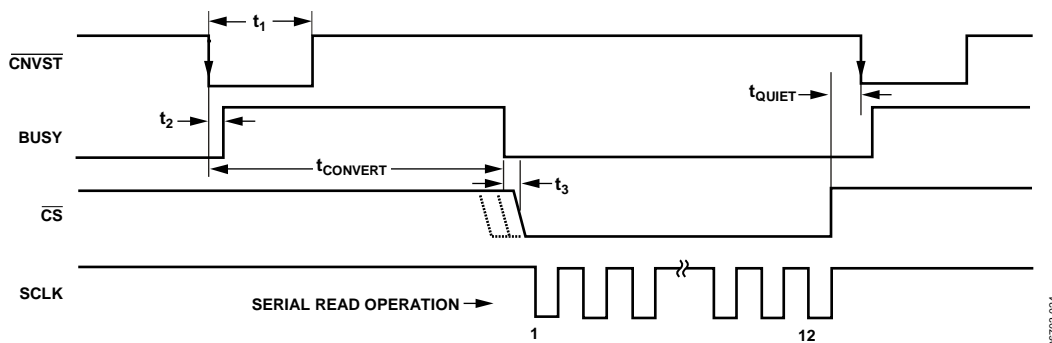 t1
CNVST
tQUIET
t2
BUSY
tCONVERT
t3
CS
SCLK
SERIAL READ OPERATION
1
12